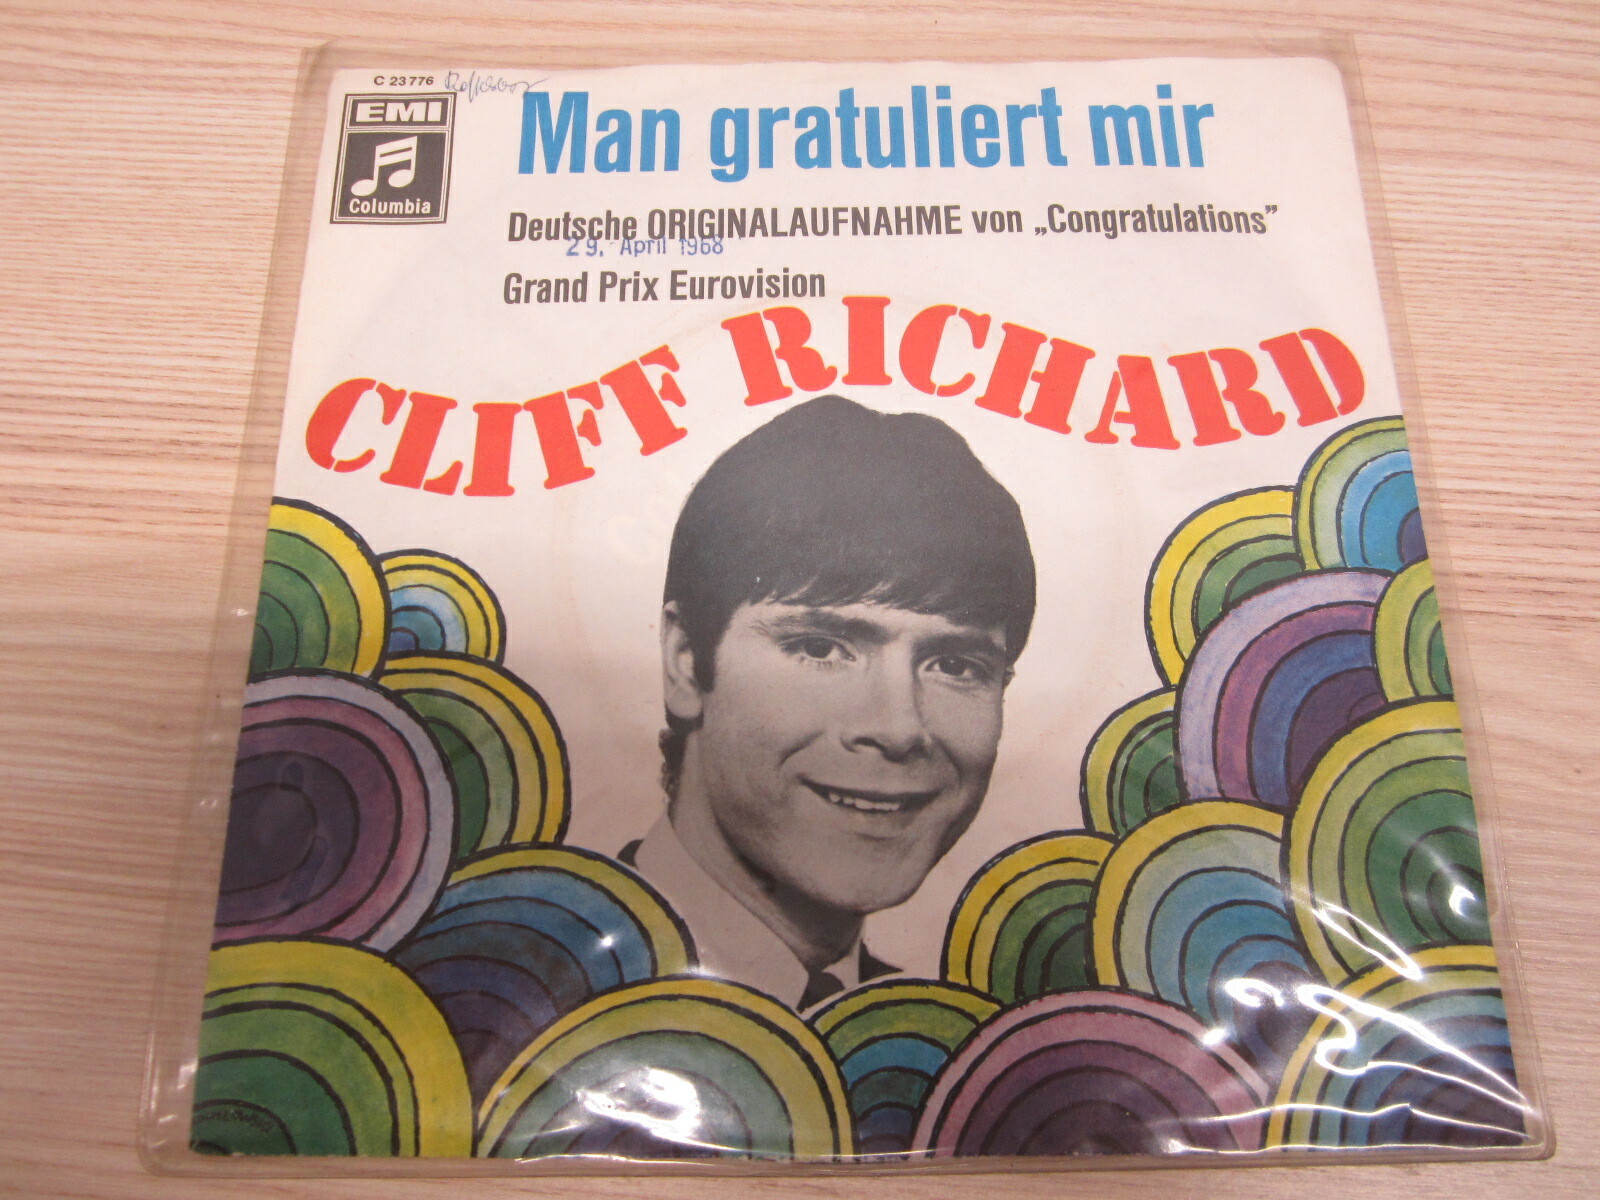 C 23776
EMI
Columbia
Man gratuliert mir
Deutsche ORIGINALAUFNAHME von „Congratulations”
29. April 1968
Grand Prix Eurovision
CLIFF RICHARD